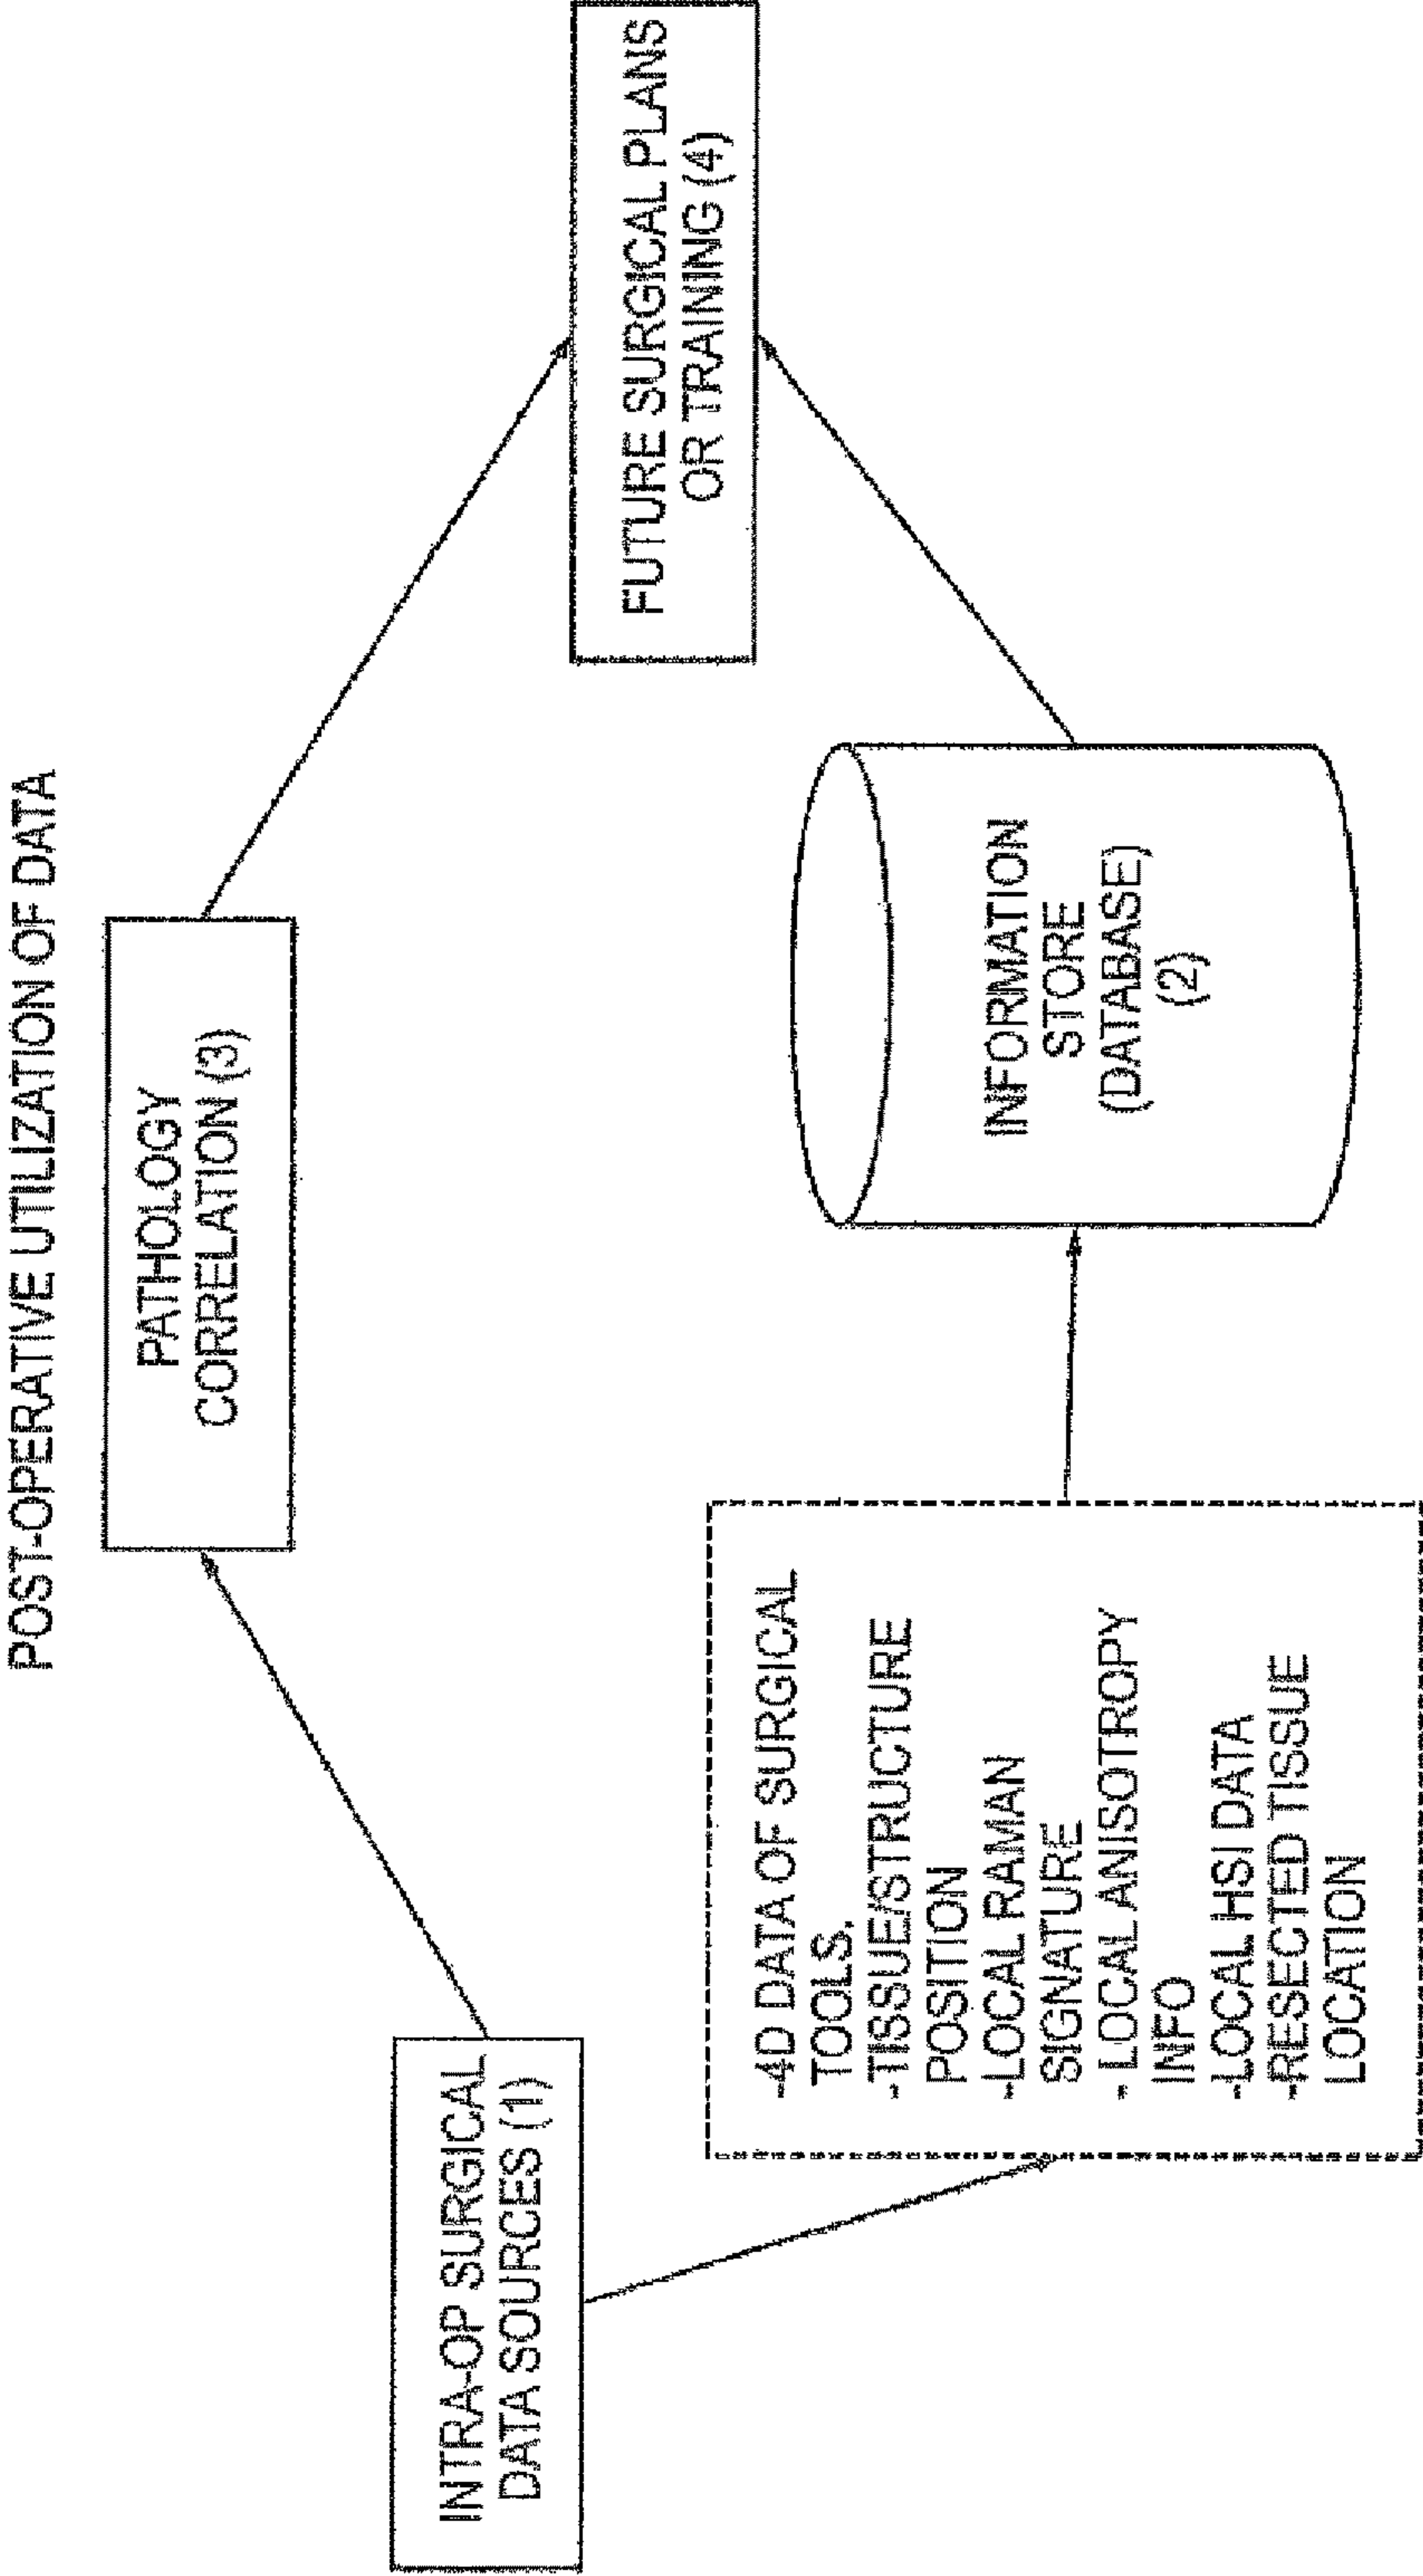 POST-OPERATIVE UTILIZATION OF DATA
PATHOLOGY
CORRELATION (3)
INTRA-OP SURGICAL
DATA SOURCES (1)
FUTURE SURGICAL PLANS
OR TRAINING (4)
-4D DATA OF SURGICAL
TOOLS.
-TISSUE/STRUCTURE
POSITION
-LOCAL RAMAN
SIGNATURE
- LOCAL ANISOTROPY
INFO
-LOCAL HSI DATA
-RESECTED TISSUE
LOCATION
INFORMATION
STORE
(DATABASE)
(2)